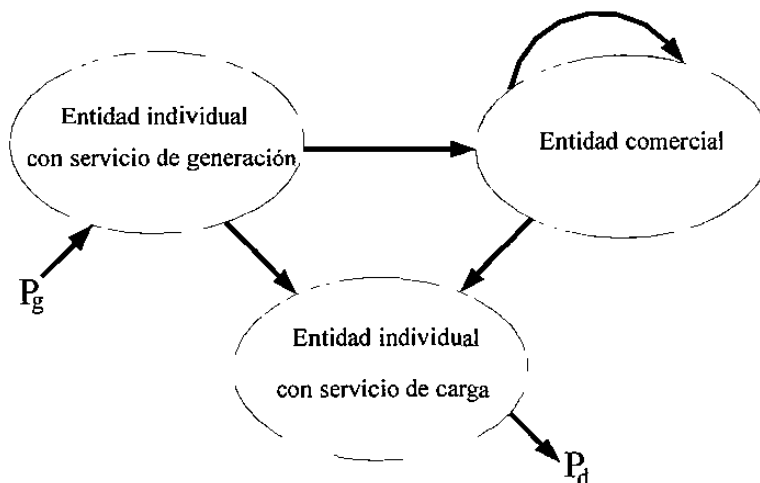 Entidad individual
con servicio de generación
Entidad comercial
Pg
Entidad individual
con servicio de carga
Pd